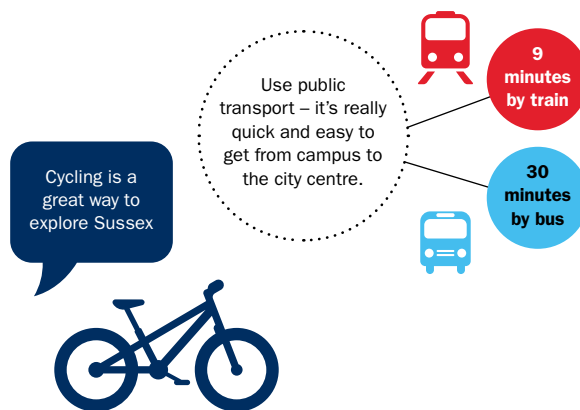 Use public
transport – it's really
quick and easy to
get from campus to
the city centre.
9
minutes
by train
30
minutes
by bus
Cycling is a
great way to
explore Sussex